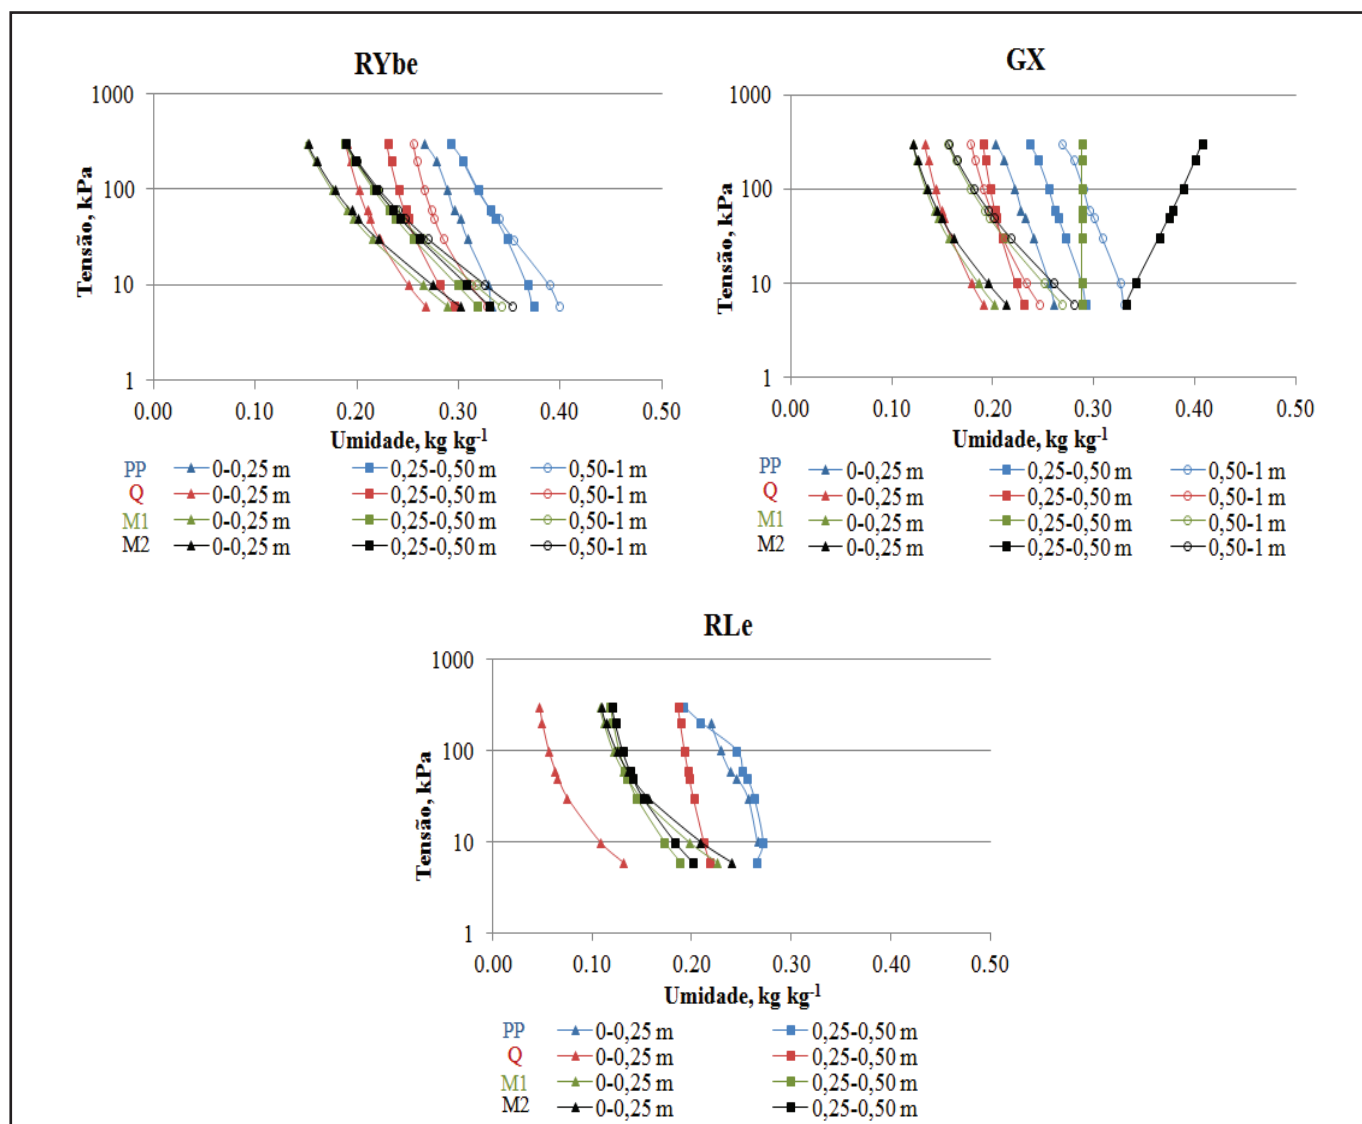 RYbe
1000
100
10
1
Tensão, kPa
0.00 0.10 0.20 0.30 0.40 0.50
Umidade, kg kg-1
PP 0-0,25 m 0,25-0,50 m 0,50-1 m
Q 0-0,25 m 0,25-0,50 m 0,50-1 m
M1 0-0,25 m 0,25-0,50 m 0,50-1 m
M2 0-0,25 m 0,25-0,50 m 0,50-1 m
GX
1000
100
10
1
Tensão, kPa
0.00 0.10 0.20 0.30 0.40 0.50
Umidade, kg kg-1
PP 0-0,25 m 0,25-0,50 m 0,50-1 m
Q 0-0,25 m 0,25-0,50 m 0,50-1 m
M1 0-0,25 m 0,25-0,50 m 0,50-1 m
M2 0-0,25 m 0,25-0,50 m 0,50-1 m
RLe
1000
100
10
1
Tensão, kPa
0.00 0.10 0.20 0.30 0.40 0.50
Umidade, kg kg-1
PP 0-0,25 m 0,25-0,50 m
Q 0-0,25 m 0,25-0,50 m
M1 0-0,25 m 0,25-0,50 m
M2 0-0,25 m 0,25-0,50 m